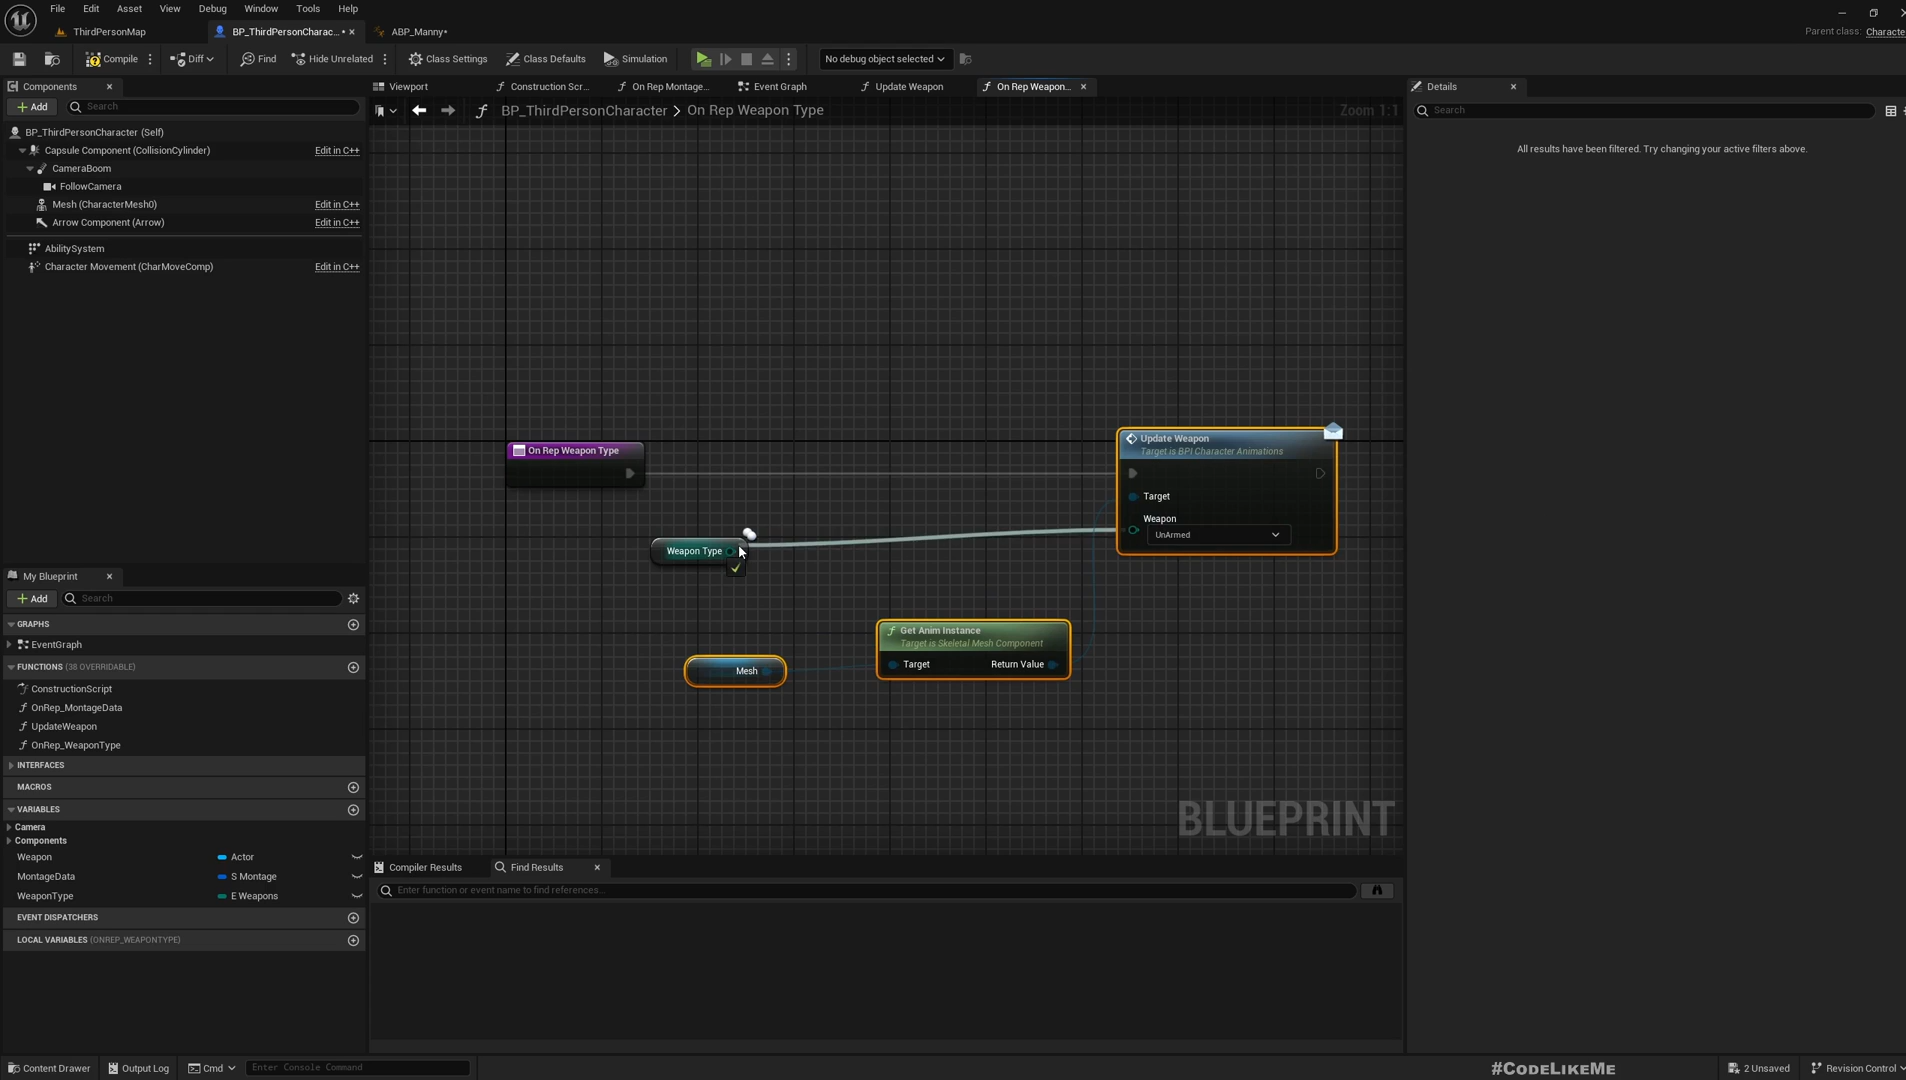 File Edit Asset View Debug Window Tools Help
ThirdPersonMap BP_ThirdPersonCharac...• ABP_Manny•
Parent class: Characte
Compile Diff Find Hide Unrelated Class Settings Class Defaults Simulation No debug object selected
Components
Add Search
BP_ThirdPersonCharacter (Self)
Capsule Component (CollisionCylinder) Edit in C++
CameraBoom
FollowCamera
Mesh (CharacterMesh0) Edit in C++
Arrow Component (Arrow) Edit in C++
AbilitySystem
Character Movement (CharMoveComp) Edit in C++
My Blueprint
Add Search
GRAPHS
EventGraph
FUNCTIONS (38 OVERRIDABLE)
ConstructionScript
OnRep_MontageData
UpdateWeapon
OnRep_WeaponType
INTERFACES
MACROS
VARIABLES
Camera
Components
Weapon Actor
MontageData S Montage
WeaponType E Weapons
EVENT DISPATCHERS
LOCAL VARIABLES (ONREP_WEAPONTYPE)
Viewport Construction Scr... On Rep Montage... Event Graph Update Weapon On Rep Weapon...
BP_ThirdPersonCharacter > On Rep Weapon Type
Zoom 1:1
On Rep Weapon Type
Weapon Type
Mesh
Get Anim Instance
Target is Skeletal Mesh Component
Target Return Value
Update Weapon
Target is BPI Character Animations
Target
Weapon
UnArmed
BLUEPRINT
Compiler Results Find Results
Enter function or event name to find references...
Details
Search
All results have been filtered. Try changing your active filters above.
Content Drawer Output Log Cmd Enter Console Command
#CODELIKEME
2 Unsaved Revision Control